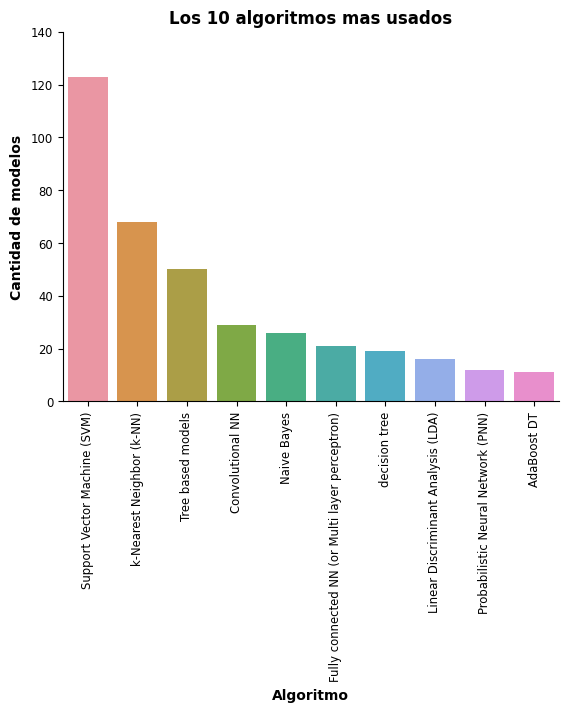 Los 10 algoritmos mas usados
Cantidad de modelos
140
120
100
80
60
40
20
0
Support Vector Machine (SVM)
k-Nearest Neighbor (k-NN)
Tree based models
Convolutional NN
Naive Bayes
Fully connected NN (or Multi layer perceptron)
decision tree
Linear Discriminant Analysis (LDA)
Probabilistic Neural Network (PNN)
AdaBoost DT
Algoritmo